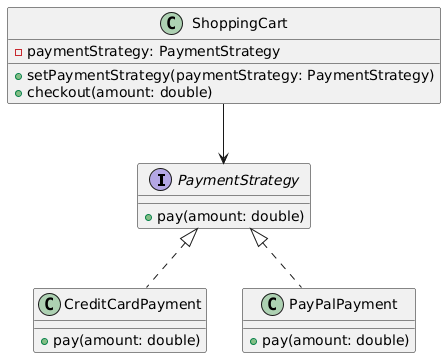 C ShoppingCart
paymentStrategy: PaymentStrategy
setPaymentStrategy(paymentStrategy: PaymentStrategy)
checkout(amount: double)
I PaymentStrategy
pay(amount: double)
C CreditCardPayment
pay(amount: double)
C PayPalPayment
pay(amount: double)